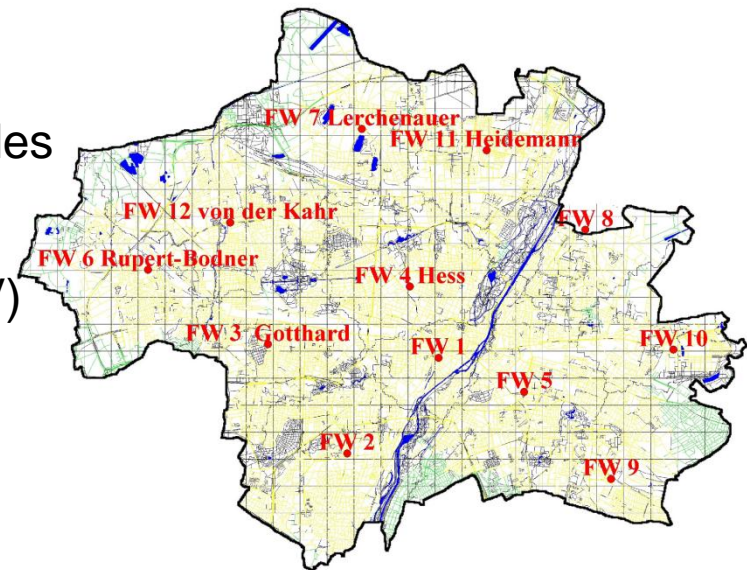 les
FW 7 Lerchenauer
FW 11 Heidemann
FW 12 von der Kahr
FW 8
FW 6 Rupert-Bodner
FW 4 Hess
)
FW 3 Gotthard
FW 1
FW 10
FW 5
FW 2
FW 9